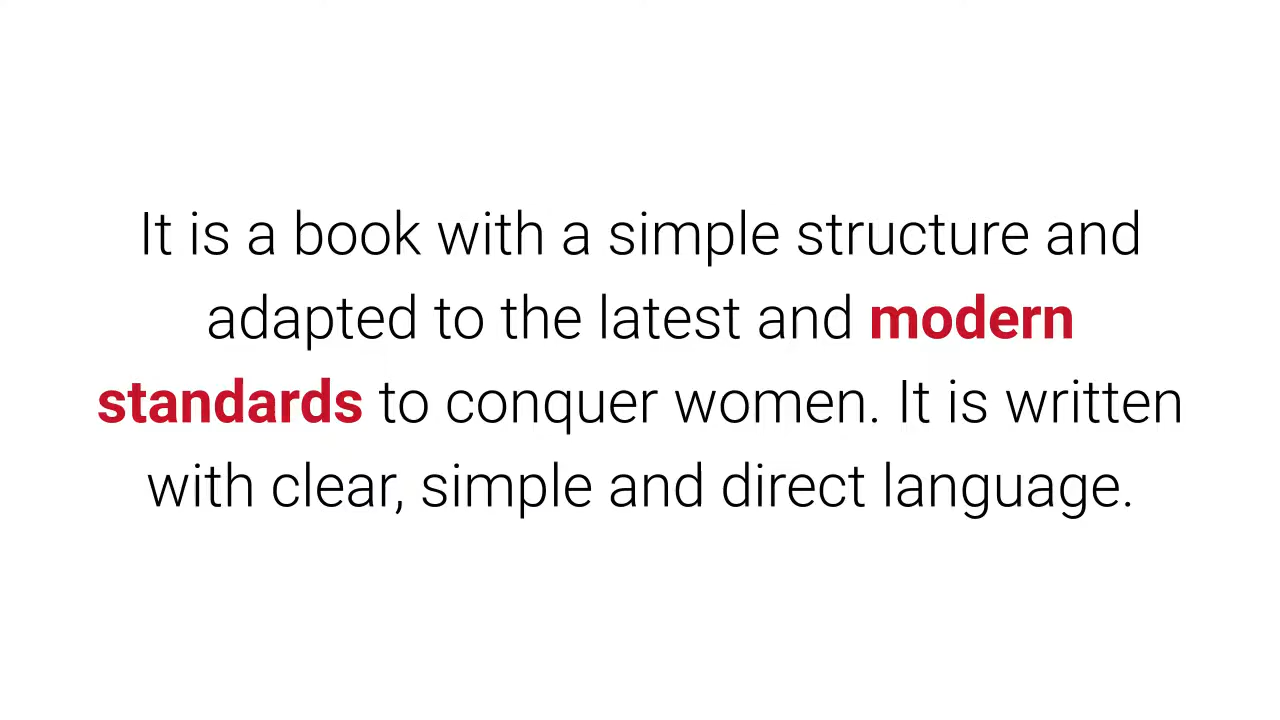 It is a book with a simple structure and
adapted to the latest and modern
standards to conquer women. It is written
with clear, simple and direct language.